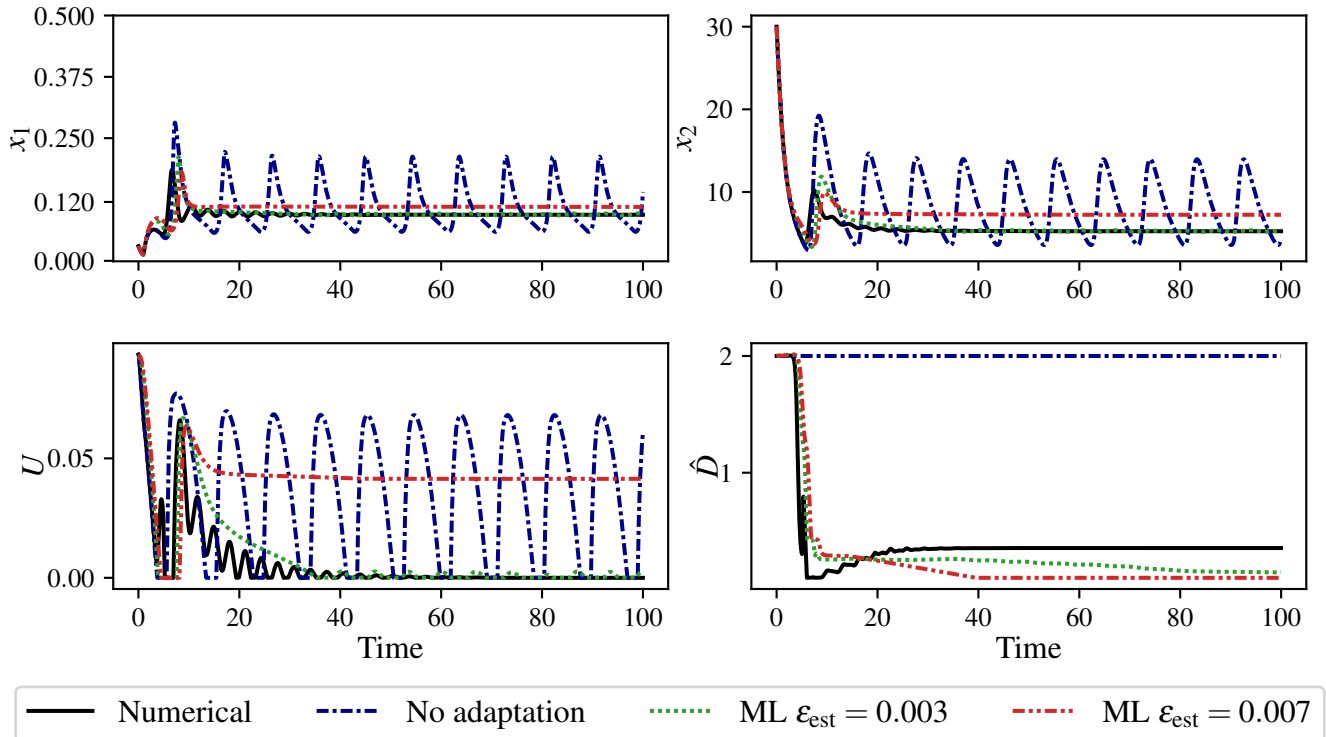 0.500
0.375
0.250
0.120
0.000
x₁
0 20 40 60 80 100
30
20
10
x₂
0 20 40 60 80 100
0.05
0.00
U
0 20 40 60 80 100
Time
2
1
D̂
0 20 40 60 80 100
Time
Numerical No adaptation ML ε_est = 0.003 ML ε_est = 0.007